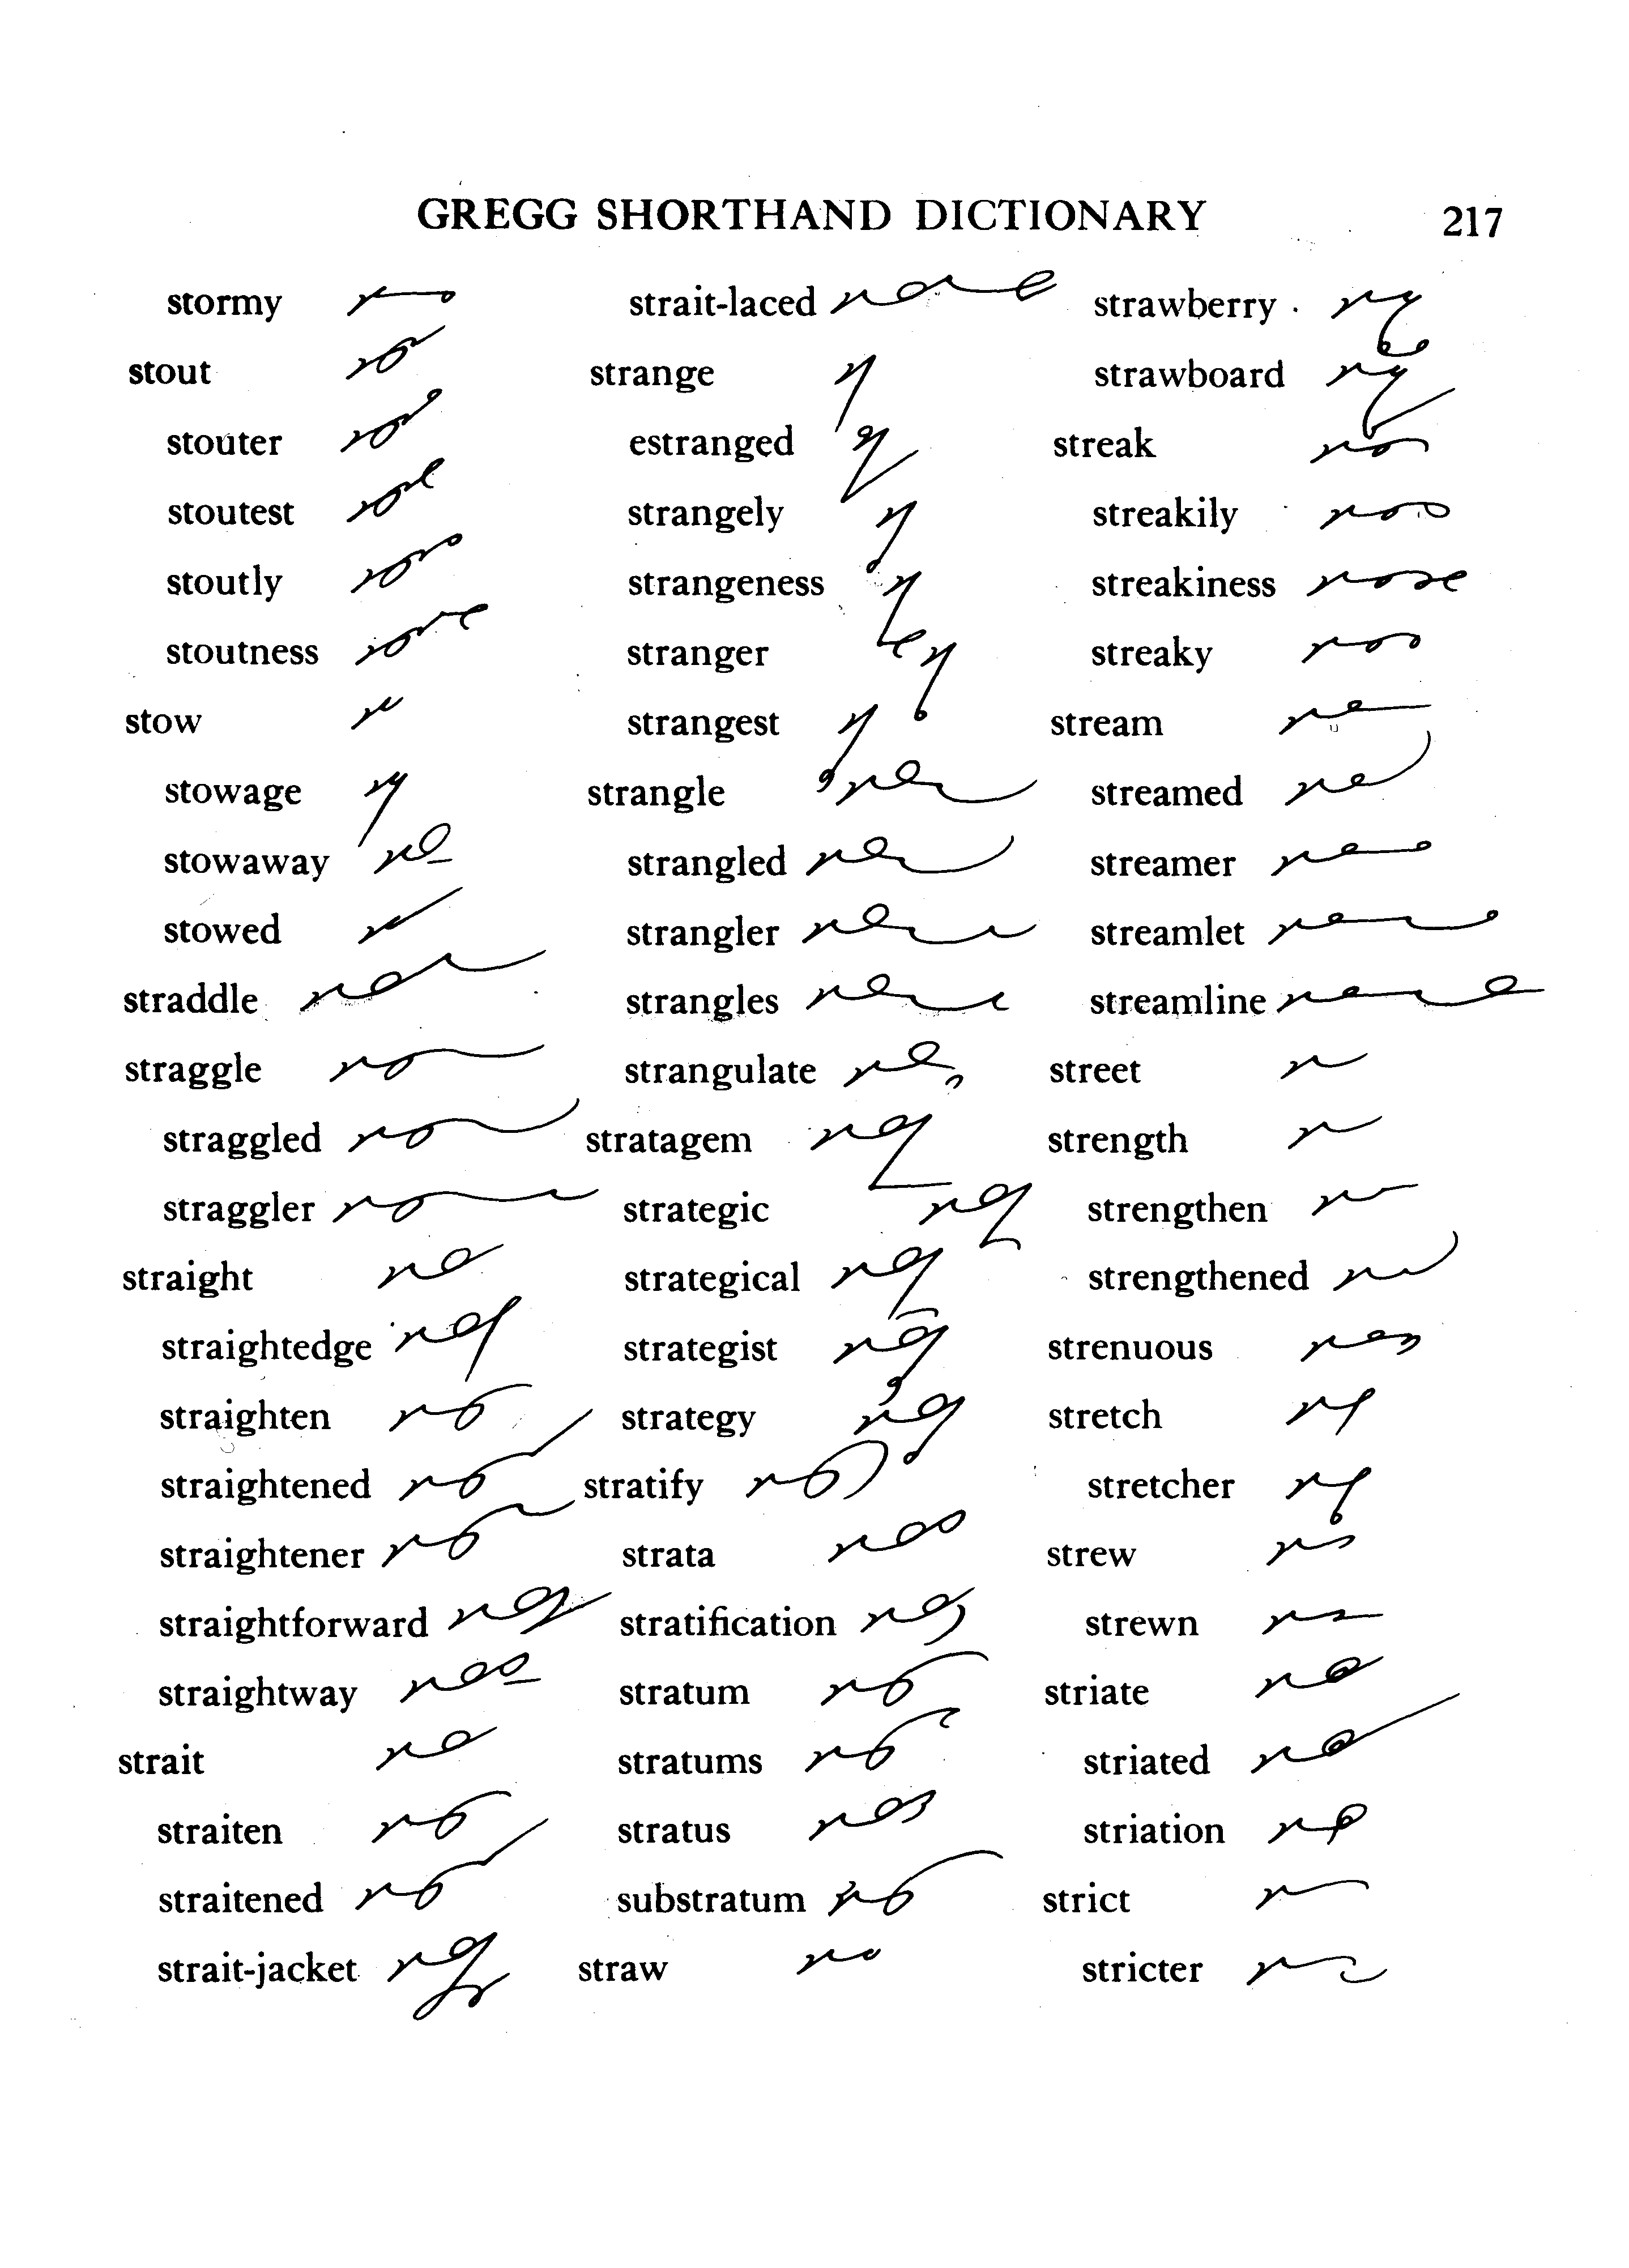 GREGG SHORTHAND DICTIONARY 217
stormy
stout
stouter
stoutest
stoutly
stoutness
stow
stowage
stowaway
stowed
straddle
straggle
straggled
straggler
straight
straightedge
straighten
straightened
straightener
straightforward
straightway
strait
straiten
straitened
strait-jacket
strait-laced
strange
estranged
strangely
strangeness
stranger
strangest
strangle
strangled
strangler
strangles
strangulate
stratagem
strategic
strategical
strategist
strategy
stratify
strata
stratification
stratum
stratums
stratus
substratum
straw
strawberry
strawboard
streak
streakily
streakiness
streaky
stream
streamed
streamer
streamlet
streamline
street
strength
strengthen
strengthened
strenuous
stretch
stretcher
strew
strewn
striate
striated
striation
strict
stricter